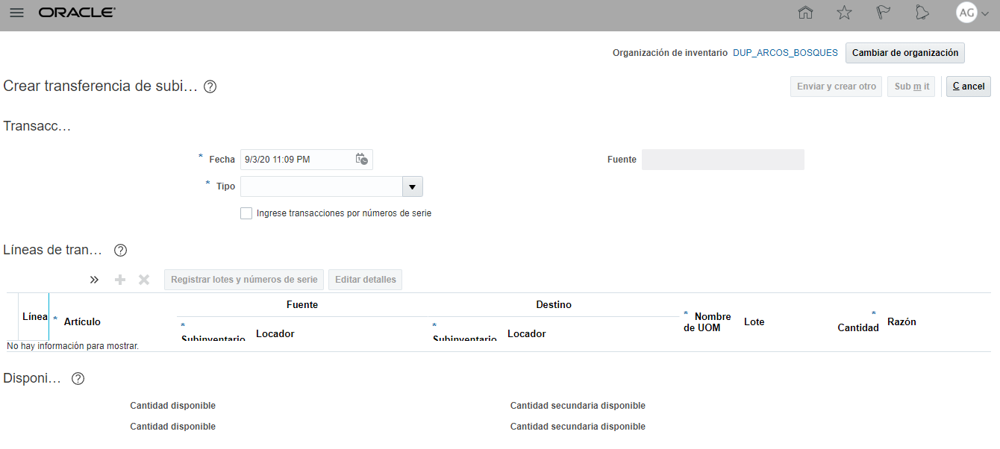 ORACLE
AG
Organización de inventario DUP_ARCOS_BOSQUES Cambiar de organización
Crear transferencia de subi...
Enviar y crear otro Sub m it C ancel
Transacc...
* Fecha 9/3/20 11:09 PM Fuente
* Tipo
Ingrese transacciones por números de serie
Líneas de tran...
Registrar lotes y números de serie Editar detalles
Fuente Destino
Línea * Artículo * Subinventario Locador * Subinventario Locador * Nombre de UOM Lote * Cantidad Razón
No hay información para mostrar.
Disponi...
Cantidad disponible Cantidad secundaria disponible
Cantidad disponible Cantidad secundaria disponible